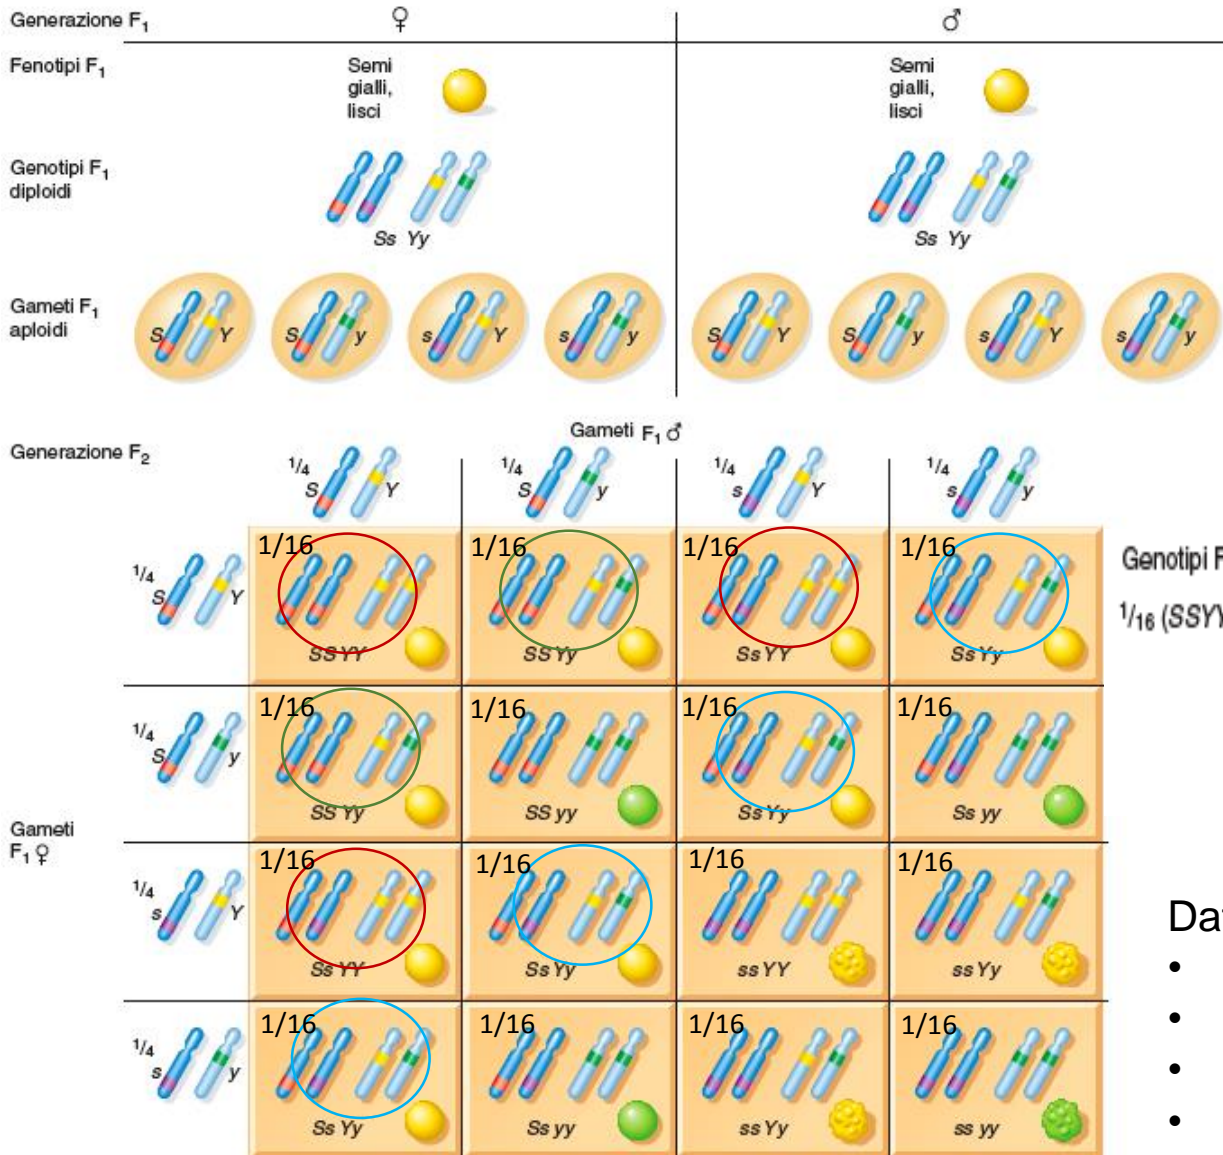 Generazione F1 ♀ ♂
Fenotipi F1
Semi
gialli,
lisci
Semi
gialli,
lisci
Genotipi F1
diploidi
Ss Yy
Ss Yy
Gameti F1
aploidi
S Y
S y
s Y
s y
S Y
S y
s Y
s y
Gameti F1 ♂
Generazione F2
1/4
S Y
1/4
S y
1/4
s Y
1/4
s y
1/4
S Y
1/16
SS YY
1/16
SS Yy
1/16
Ss YY
1/16
Ss Yy
Genotipi F
1/16 (SSYY
1/4
S y
1/16
SS Yy
1/16
SS yy
1/16
Ss Yy
1/16
Ss yy
Gameti
F1 ♀
1/4
s Y
1/16
Ss YY
1/16
Ss Yy
1/16
ss YY
1/16
ss Yy
Da
•
•
•
•
1/4
s y
1/16
Ss Yy
1/16
Ss yy
1/16
ss Yy
1/16
ss yy